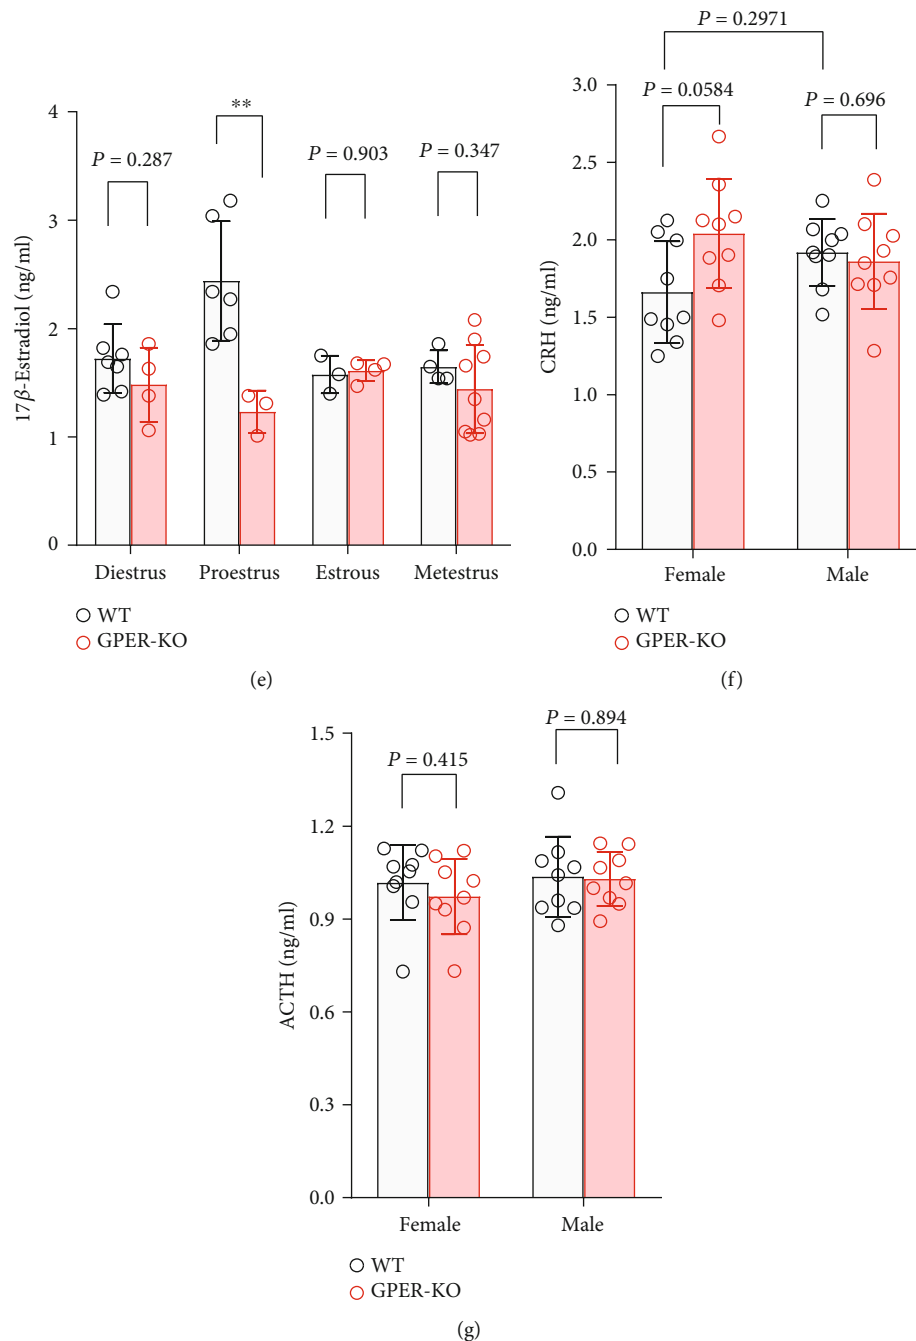 4
3
2
1
0
17β-Estradiol (ng/ml)
P = 0.287
**
P = 0.903
P = 0.347
Diestrus
Proestrus
Estrous
Metestrus
WT
GPER-KO
(e)
P = 0.2971
P = 0.0584
P = 0.696
3.0
2.5
2.0
1.5
1.0
0.5
0.0
CRH (ng/ml)
Female
Male
WT
GPER-KO
(f)
P = 0.894
P = 0.415
1.5
1.2
0.9
0.6
0.3
0.0
ACTH (ng/ml)
Female
Male
WT
GPER-KO
(g)